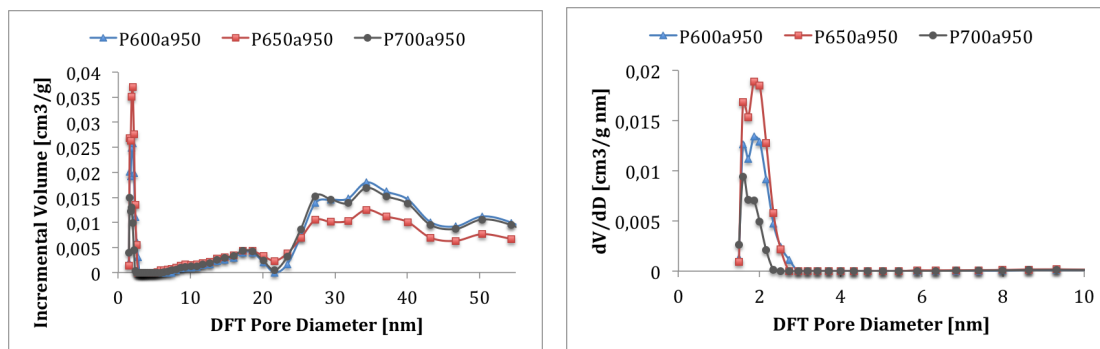 P600a950 P650a950 P700a950
Incremental Volume [cm3/g]
0,04
0,035
0,03
0,025
0,02
0,015
0,01
0,005
0
0 10 20 30 40 50
DFT Pore Diameter [nm]
P600a950 P650a950 P700a950
dV/dD [cm3/g nm]
0,02
0,015
0,01
0,005
0
0 2 4 6 8 10
DFT Pore Diameter [nm]